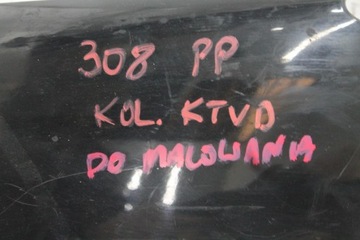 308 PP
KOL. KTVD
DO MALOWANIA